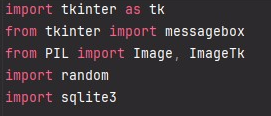 import tkinter as tk
from tkinter import messagebox
from PIL import Image, ImageTk
import random
import sqlite3